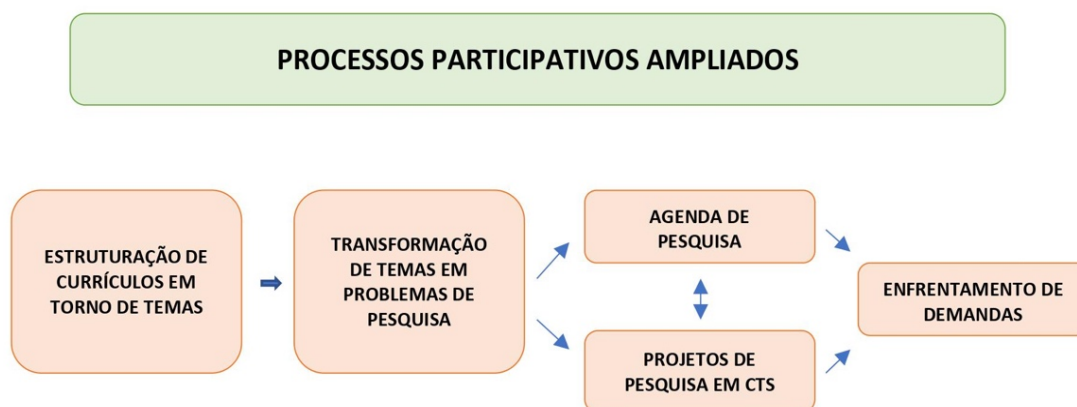 PROCESSOS PARTICIPATIVOS AMPLIADOS
ESTRUTURAÇÃO DE
CURRÍCULOS EM
TORNO DE TEMAS
TRANSFORMAÇÃO
DE TEMAS EM
PROBLEMAS DE
PESQUISA
AGENDA DE
PESQUISA
PROJETOS DE
PESQUISA EM CTS
ENFRENTAMENTO DE
DEMANDAS